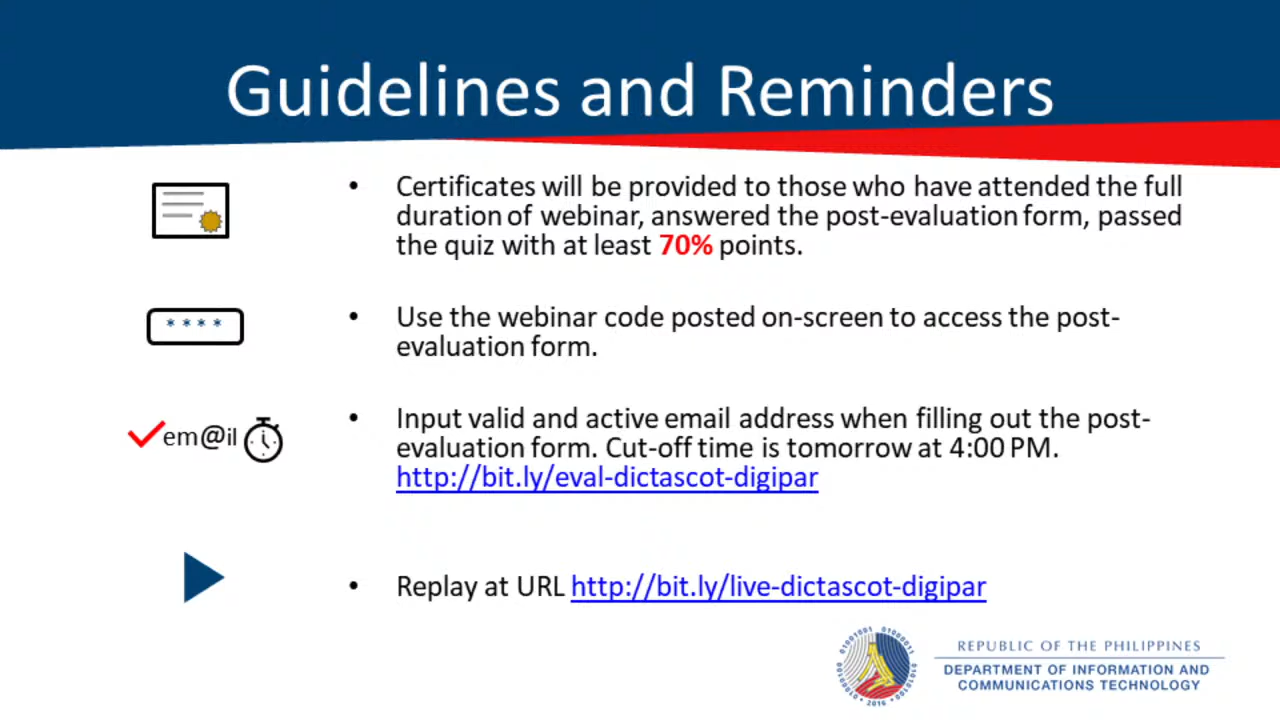 Guidelines and Reminders
• Certificates will be provided to those who have attended the full
duration of webinar, answered the post-evaluation form, passed
the quiz with at least 70% points.
* * * *
• Use the webinar code posted on-screen to access the post-
evaluation form.
em@il
• Input valid and active email address when filling out the post-
evaluation form. Cut-off time is tomorrow at 4:00 PM.
http://bit.ly/eval-dictascot-digipar
• Replay at URL http://bit.ly/live-dictascot-digipar
2016
REPUBLIC OF THE PHILIPPINES
DEPARTMENT OF INFORMATION AND
COMMUNICATIONS TECHNOLOGY